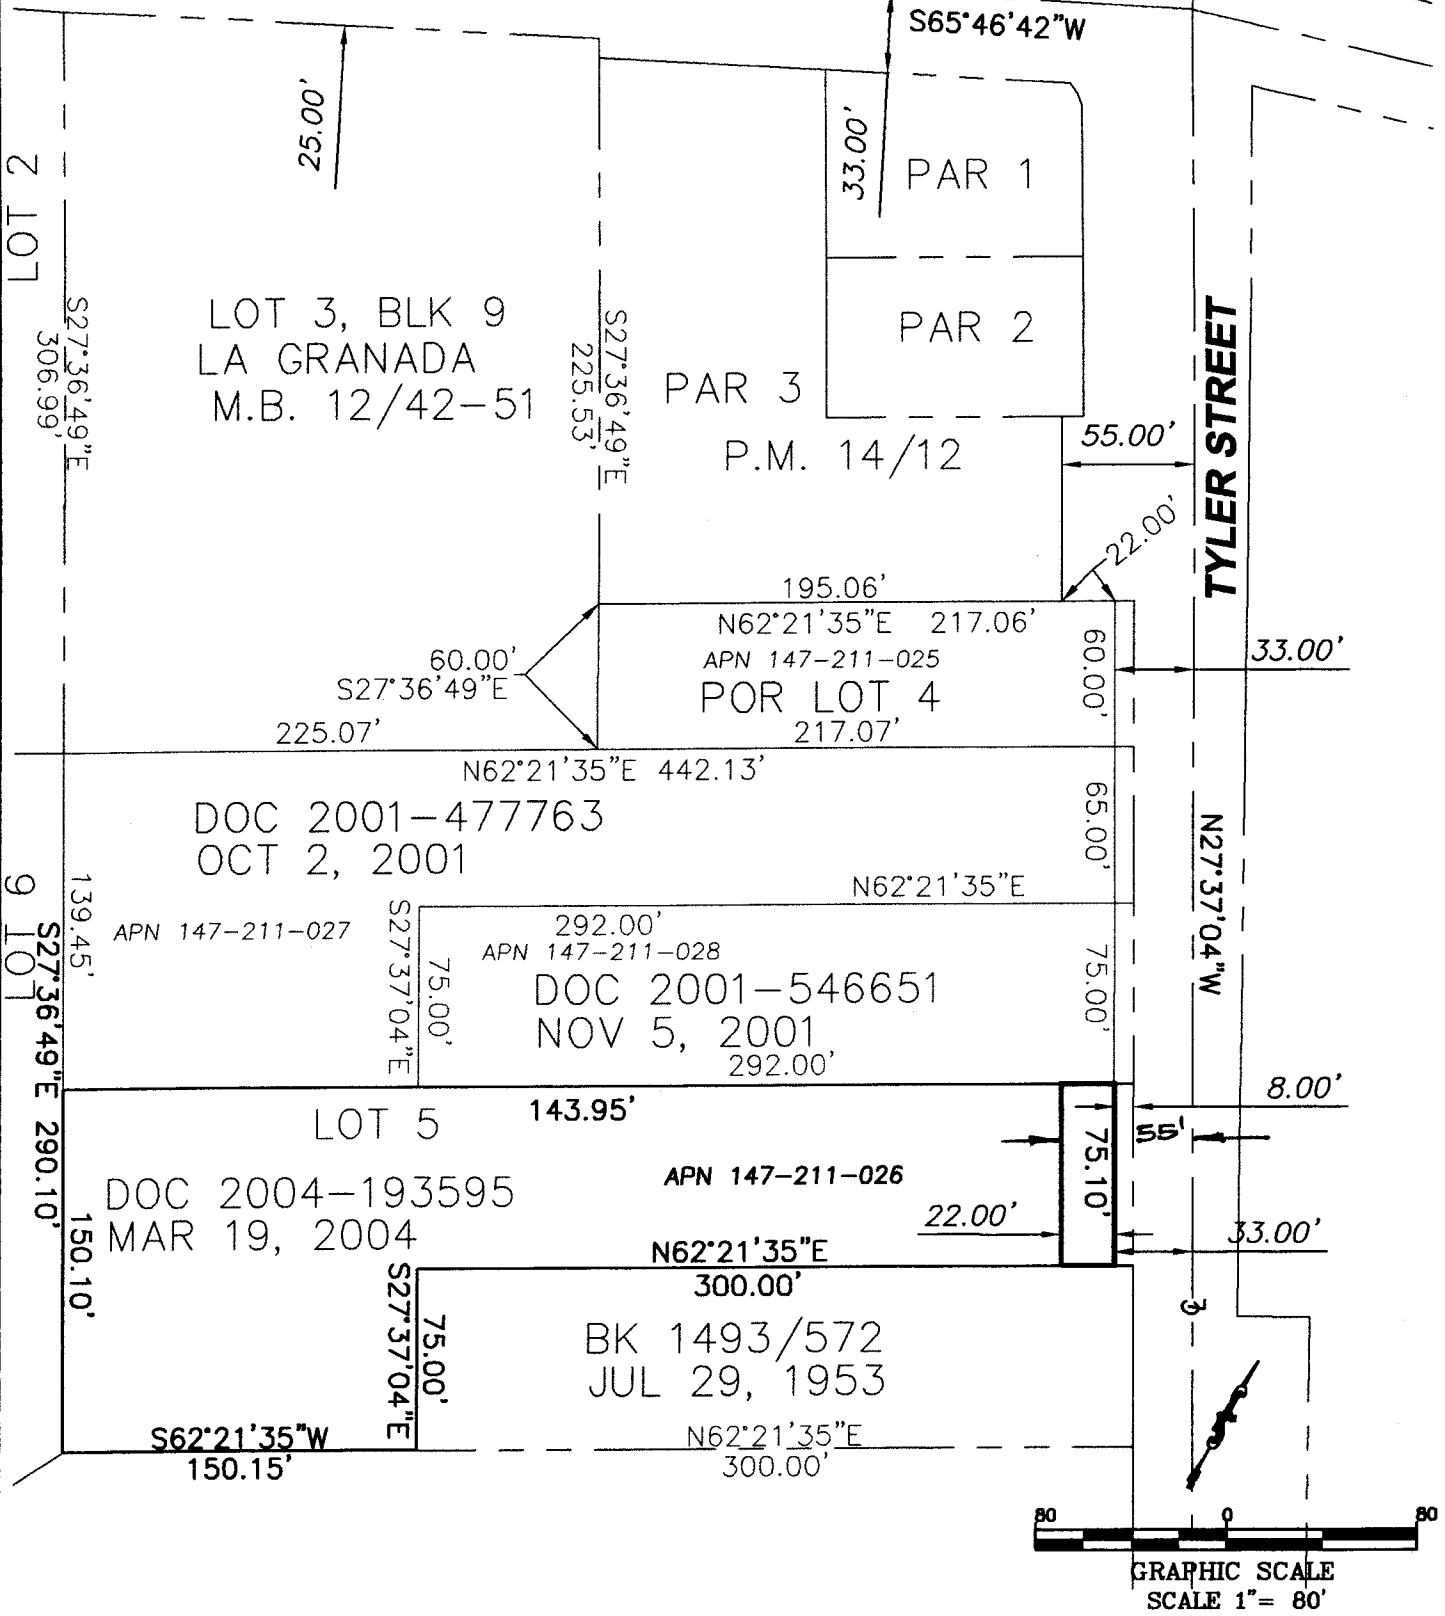 S65°46'42"W
25.00'
33.00'
PAR 1
LOT 2
S27°36'49"E
306.99'
LOT 3, BLK 9
LA GRANADA
M.B. 12/42-51
S27°36'49"E
225.53'
PAR 2
PAR 3
P.M. 14/12
55.00'
TYLER STREET
22.00'
195.06'
N62°21'35"E 217.06'
60.00'
S27°36'49"E
APN 147-211-025
POR LOT 4
60.00'
33.00'
225.07'
217.07'
N62°21'35"E 442.13'
DOC 2001-477763
OCT 2, 2001
65.00'
N27°37'04"W
N62°21'35"E
LOT 9
139.45'
APN 147-211-027
S27°37'04"E
75.00'
292.00'
APN 147-211-028
DOC 2001-546651
NOV 5, 2001
292.00'
75.00'
S27°36'49"E 290.10'
LOT 5
143.95'
8.00'
55'
75.10'
DOC 2004-193595
MAR 19, 2004
APN 147-211-026
22.00'
33.00'
150.10'
N62°21'35"E
300.00'
S27°37'04"E
75.00'
BK 1493/572
JUL 29, 1953
S62°21'35"W
150.15'
N62°21'35"E
300.00'
80 0 80
GRAPHIC SCALE
SCALE 1"= 80'